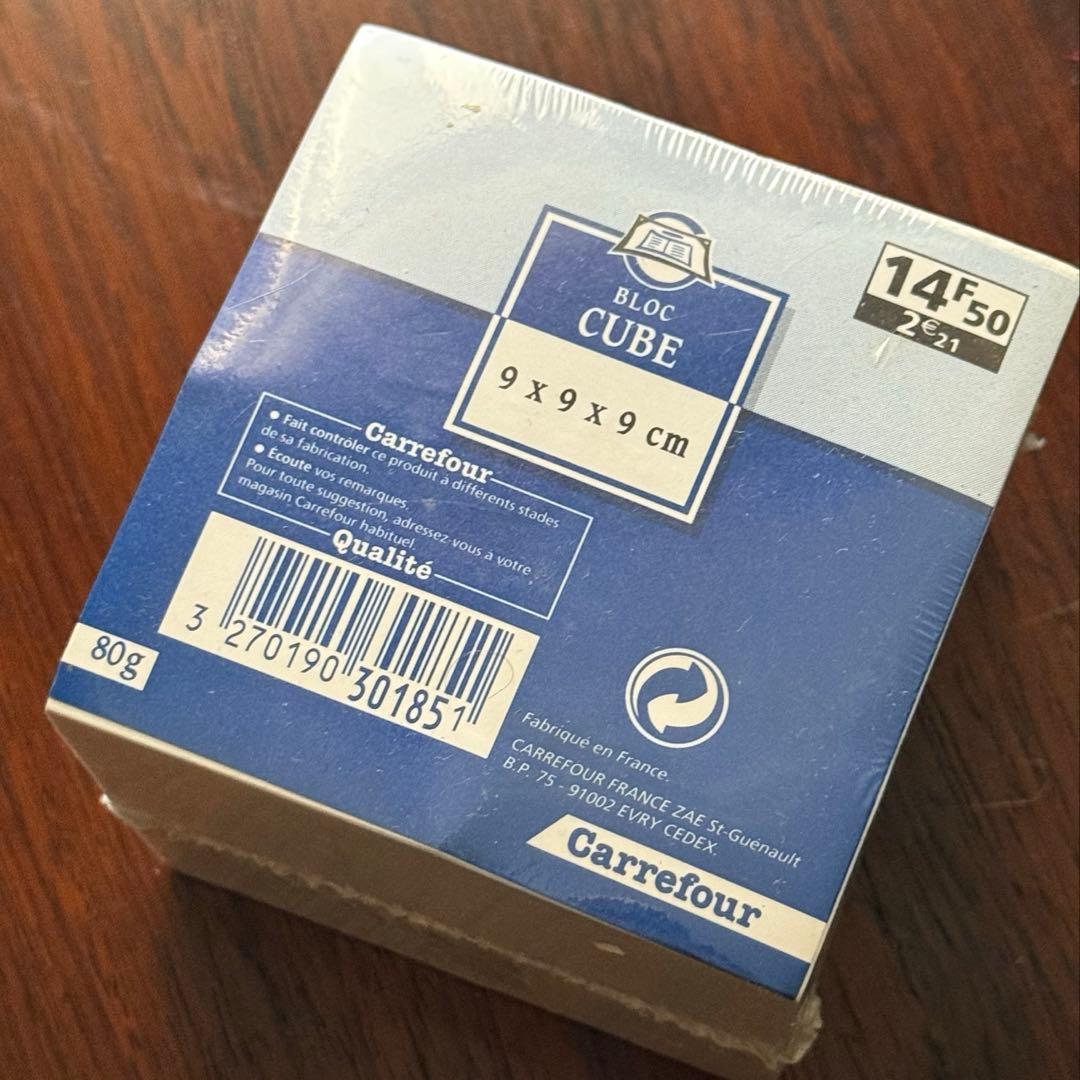 BLOC
CUBE
9 x 9 x 9 cm
14F50
2€21
Carrefour
• Fait contrôler ce produit à différents stades
de sa fabrication.
• Écoute vos remarques.
Pour toute suggestion, adressez-vous à votre
magasin Carrefour habituel.
Qualité
3 270190 301851
80g
Fabriqué en France.
CARREFOUR FRANCE ZAE St-Guénault
B.P. 75 - 91002 EVRY CEDEX.
Carrefour